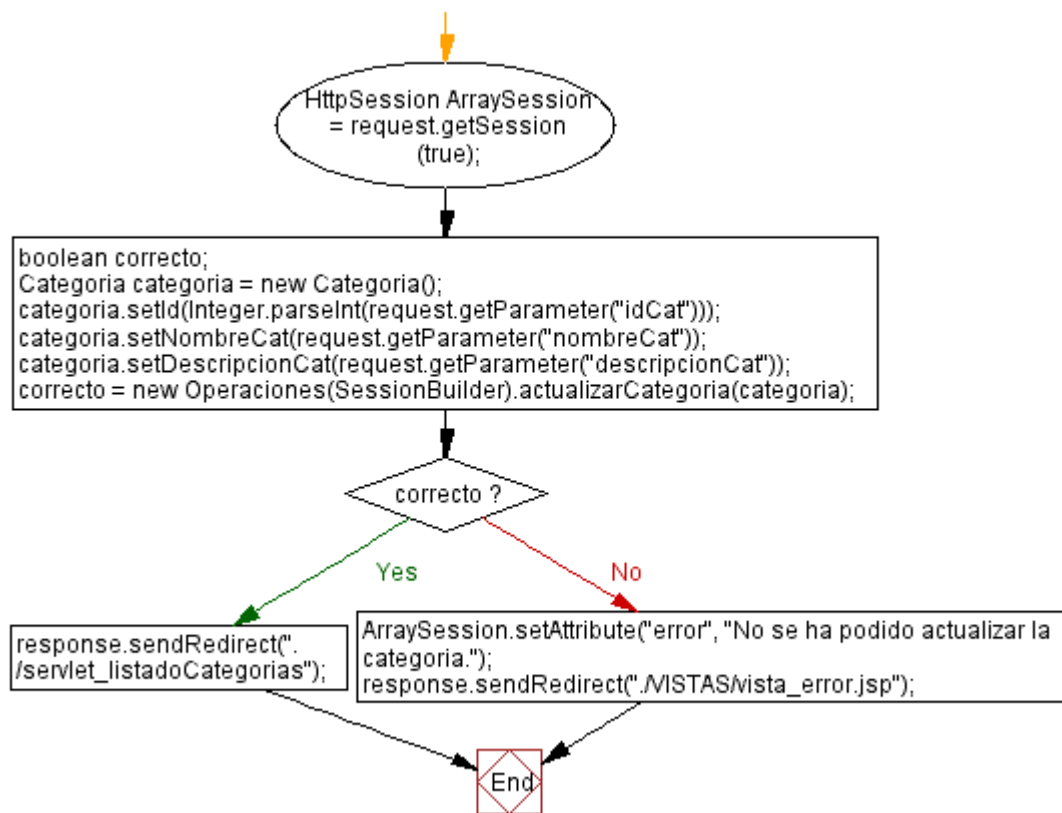 HttpSession ArraySession
= request.getSession
(true);
boolean correcto;
Categoria categoria = new Categoria();
categoria.setId(Integer.parseInt(request.getParameter("idCat")));
categoria.setNombreCat(request.getParameter("nombreCat"));
categoria.setDescripcionCat(request.getParameter("descripcionCat"));
correcto = new Operaciones(SessionBuilder).actualizarCategoria(categoria);
correcto ?
Yes
No
response.sendRedirect(".
/servlet_listadoCategorias");
ArraySession.setAttribute("error", "No se ha podido actualizar la
categoria.");
response.sendRedirect("./VISTAS/vista_error.jsp");
End